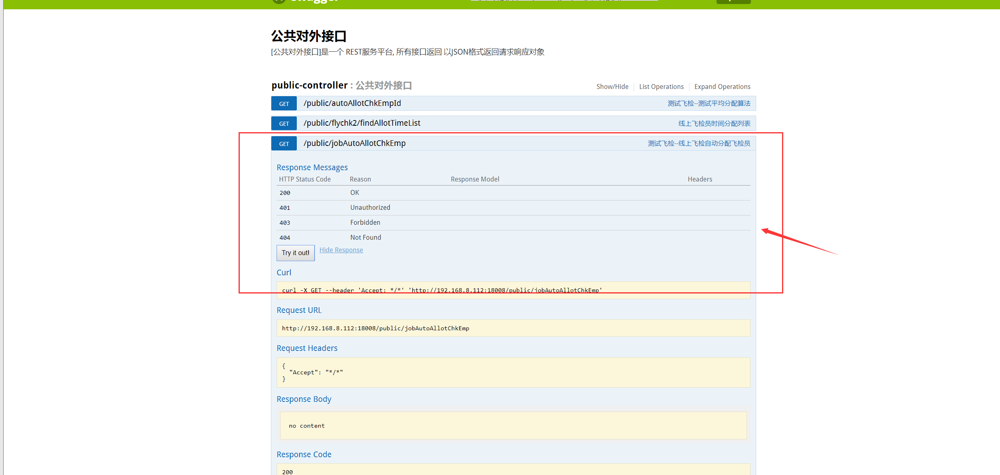 swagger
公共对外接口
[公共对外接口]是一个 REST服务平台, 所有接口返回 以JSON格式返回请求响应对象
public-controller : 公共对外接口
Show/Hide
List Operations
Expand Operations
GET /public/autoAllotChkEmpId 测试飞检--测试平均分配算法
GET /public/flychk2/findAllotTimeList 线上飞检员时间分配列表
GET /public/jobAutoAllotChkEmp 测试飞检--线上飞检自动分配飞检员
Response Messages
HTTP Status Code Reason Response Model Headers
200 OK
401 Unauthorized
403 Forbidden
404 Not Found
Try it out! Hide Response
Curl
curl -X GET --header 'Accept: */*' 'http://192.168.8.112:18008/public/jobAutoAllotChkEmp'
Request URL
http://192.168.8.112:18008/public/jobAutoAllotChkEmp
Request Headers
{
"Accept": "*/*"
}
Response Body
no content
Response Code
200